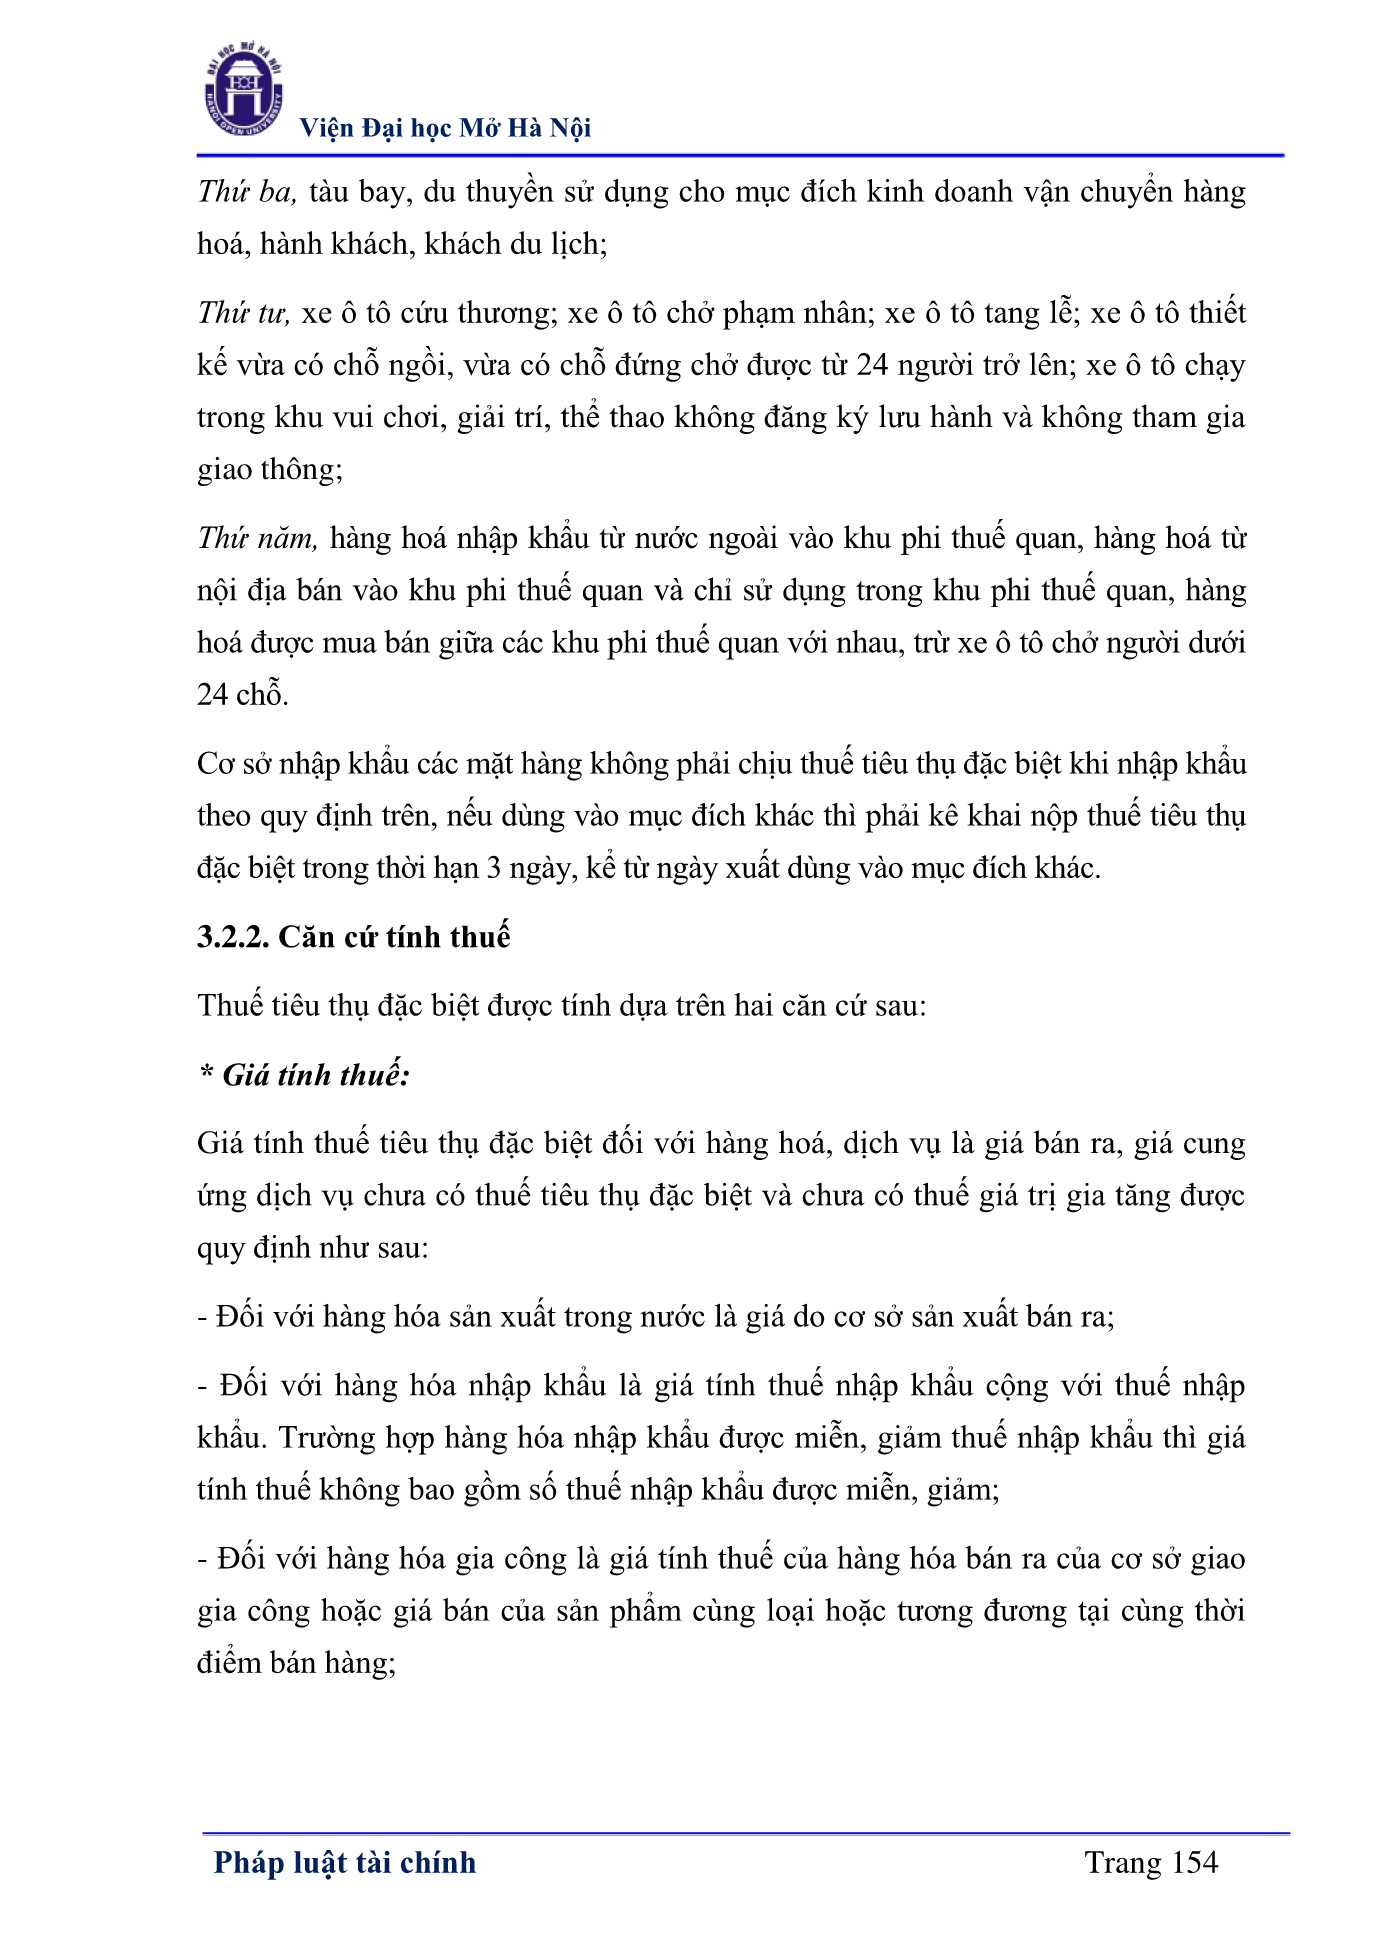 ĐẠI HỌC MỞ HÀ NỘI
HANOI OPEN UNIVERSITY
Viện Đại học Mở Hà Nội
Thứ ba, tàu bay, du thuyền sử dụng cho mục đích kinh doanh vận chuyển hàng
hoá, hành khách, khách du lịch;
Thứ tư, xe ô tô cứu thương; xe ô tô chở phạm nhân; xe ô tô tang lễ; xe ô tô thiết
kế vừa có chỗ ngồi, vừa có chỗ đứng chở được từ 24 người trở lên; xe ô tô chạy
trong khu vui chơi, giải trí, thể thao không đăng ký lưu hành và không tham gia
giao thông;
Thứ năm, hàng hoá nhập khẩu từ nước ngoài vào khu phi thuế quan, hàng hoá từ
nội địa bán vào khu phi thuế quan và chỉ sử dụng trong khu phi thuế quan, hàng
hoá được mua bán giữa các khu phi thuế quan với nhau, trừ xe ô tô chở người dưới
24 chỗ.
Cơ sở nhập khẩu các mặt hàng không phải chịu thuế tiêu thụ đặc biệt khi nhập khẩu
theo quy định trên, nếu dùng vào mục đích khác thì phải kê khai nộp thuế tiêu thụ
đặc biệt trong thời hạn 3 ngày, kể từ ngày xuất dùng vào mục đích khác.
3.2.2. Căn cứ tính thuế
Thuế tiêu thụ đặc biệt được tính dựa trên hai căn cứ sau:
* Giá tính thuế:
Giá tính thuế tiêu thụ đặc biệt đối với hàng hoá, dịch vụ là giá bán ra, giá cung
ứng dịch vụ chưa có thuế tiêu thụ đặc biệt và chưa có thuế giá trị gia tăng được
quy định như sau:
- Đối với hàng hóa sản xuất trong nước là giá do cơ sở sản xuất bán ra;
- Đối với hàng hóa nhập khẩu là giá tính thuế nhập khẩu cộng với thuế nhập
khẩu. Trường hợp hàng hóa nhập khẩu được miễn, giảm thuế nhập khẩu thì giá
tính thuế không bao gồm số thuế nhập khẩu được miễn, giảm;
- Đối với hàng hóa gia công là giá tính thuế của hàng hóa bán ra của cơ sở giao
gia công hoặc giá bán của sản phẩm cùng loại hoặc tương đương tại cùng thời
điểm bán hàng;
Pháp luật tài chính
Trang 154